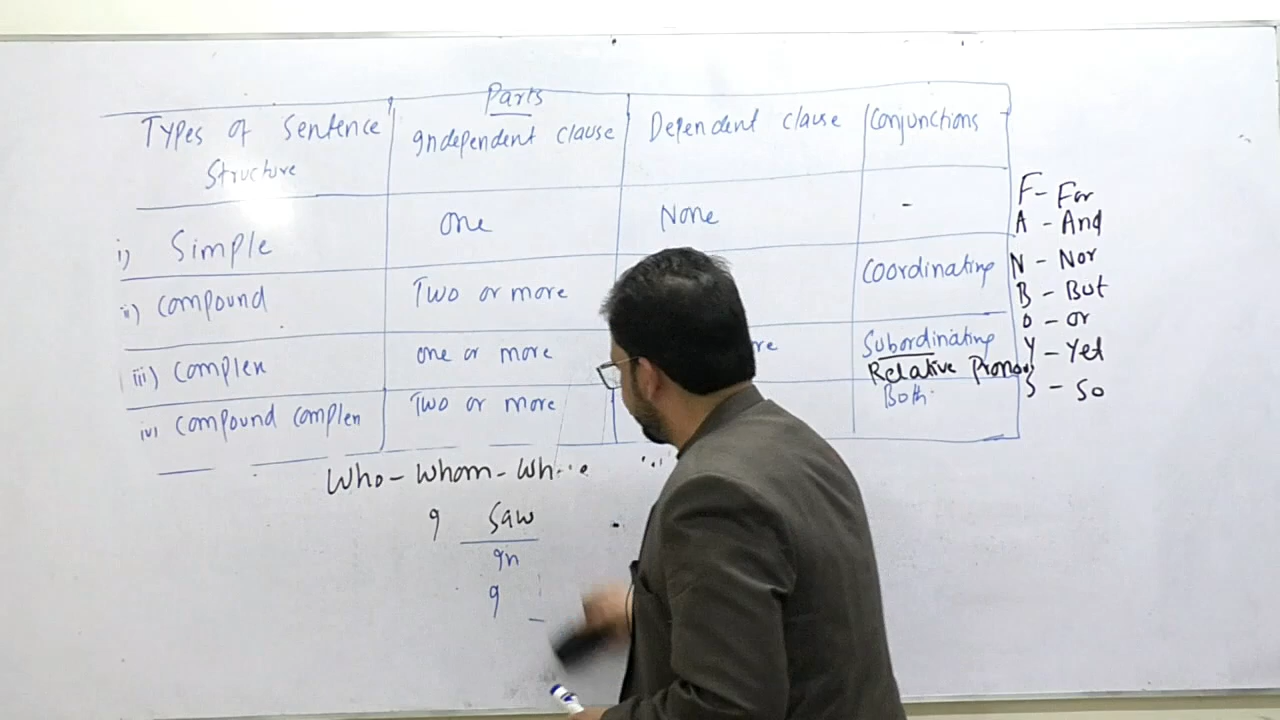 Parts
Types of Sentence Structure
Independent clause
Dependent clause
Conjunctions
i) Simple
One
None
-
ii) Compound
Two or more
Coordinating
iii) Complex
One or more
Subordinating
Relative
iv) Compound complex
Two or more
Both
F - For
A - And
N - Nor
B - But
O - or
Y - Yet
S - So
Who - Whom -
I saw
In
I